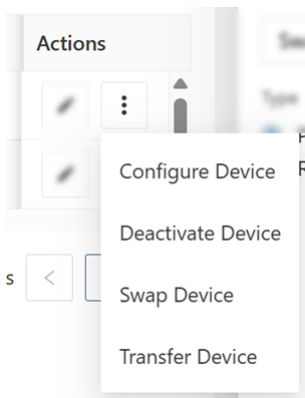 Actions
Configure Device
Deactivate Device
s
Swap Device
Transfer Device